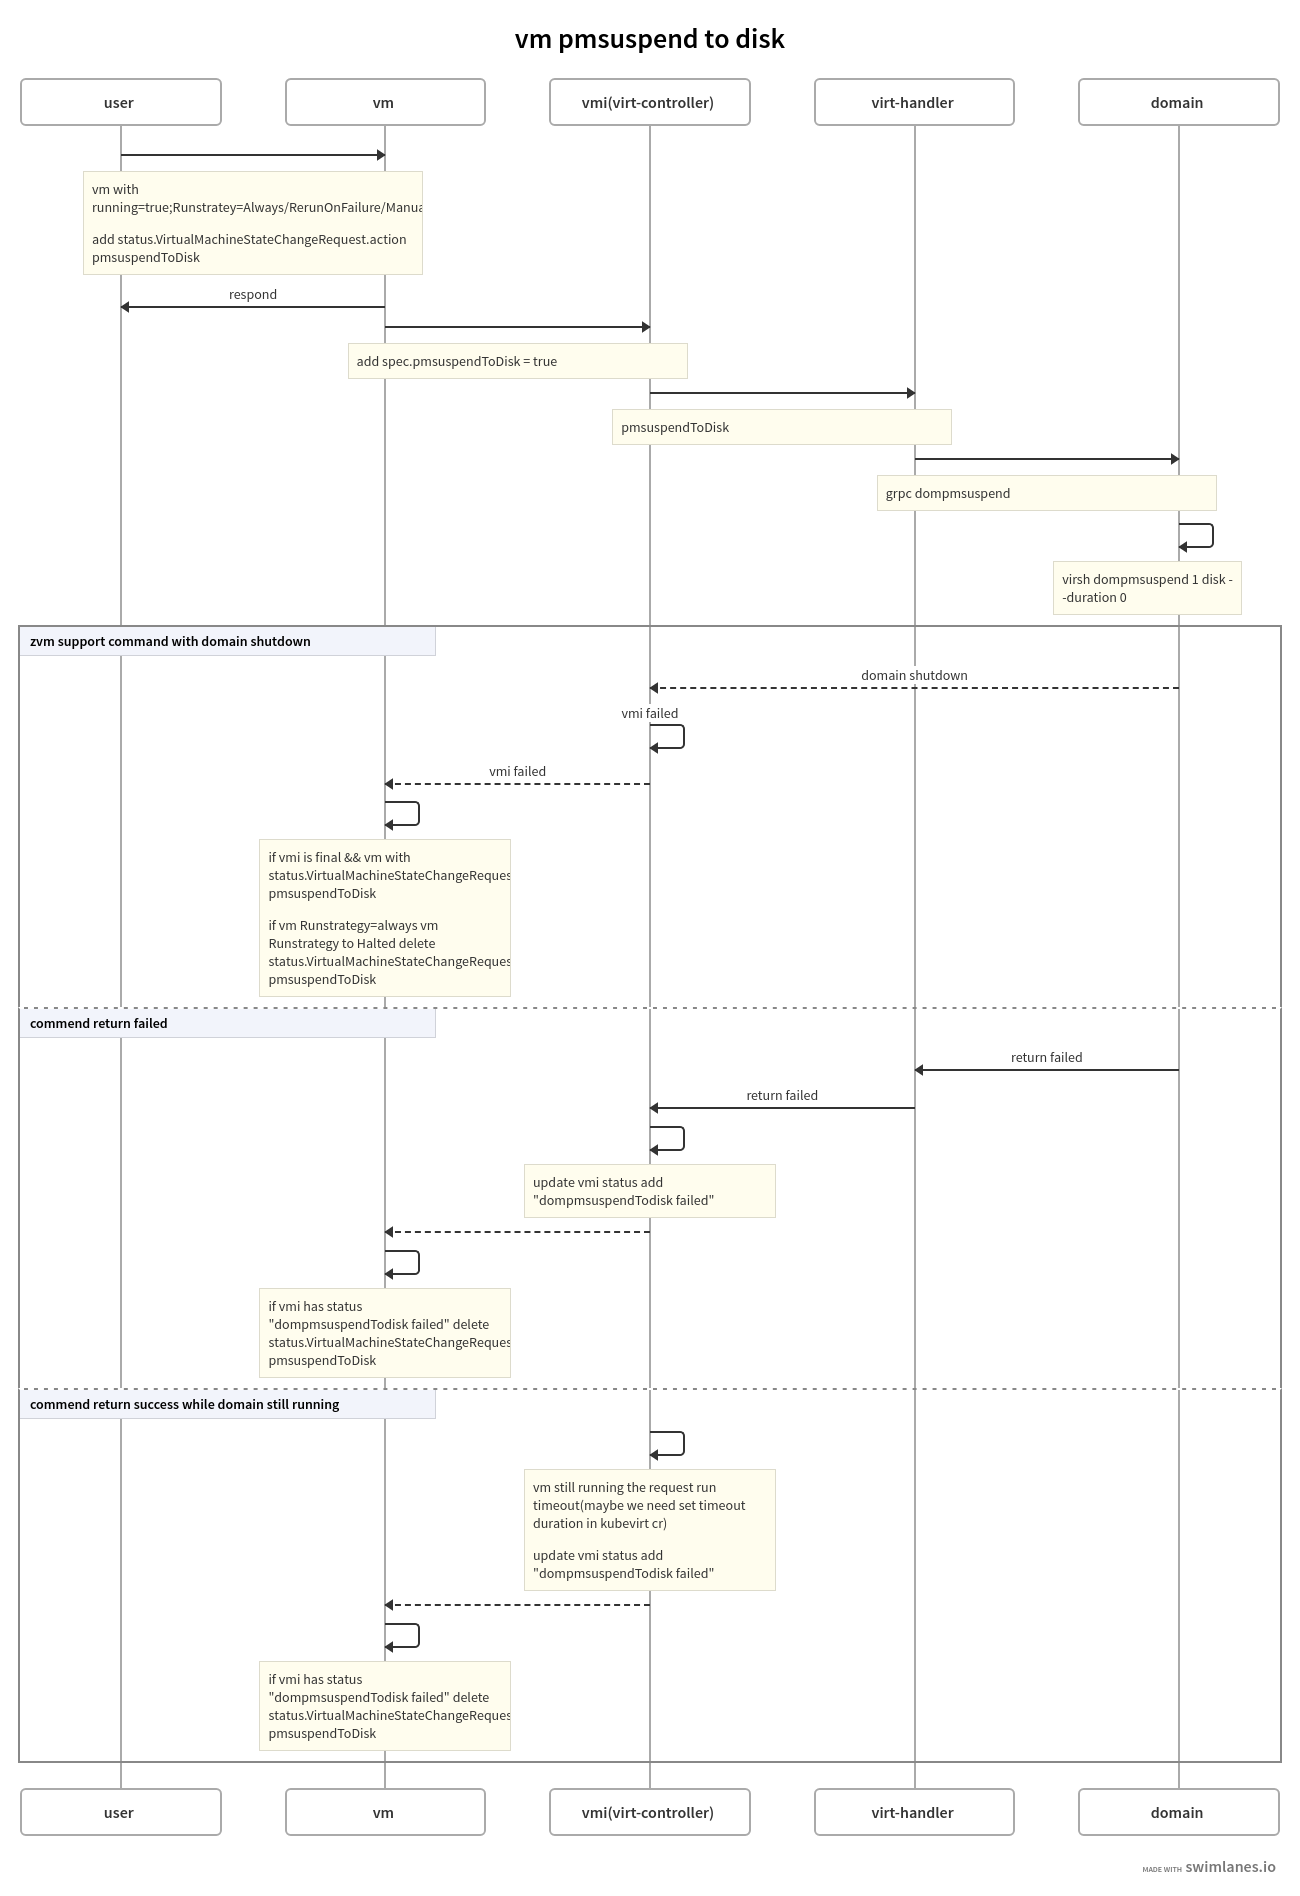 vm pmsuspend to disk
user
vm
vmi(virt-controller)
virt-handler
domain
vm with
running=true;Runstratey=Always/RerunOnFailure/Manua
add status.VirtualMachineStateChangeRequest.action
pmsuspendToDisk
respond
add spec.pmsuspendToDisk = true
pmsuspendToDisk
grpc dompmsuspend
virsh dompmsuspend 1 disk -
-duration 0
zvm support command with domain shutdown
domain shutdown
vmi failed
vmi failed
if vmi is final && vm with
status.VirtualMachineStateChangeReques
pmsuspendToDisk
if vm Runstrategy=always vm
Runstrategy to Halted delete
status.VirtualMachineStateChangeReques
pmsuspendToDisk
commend return failed
return failed
return failed
update vmi status add
"dompmsuspendTodisk failed"
if vmi has status
"dompmsuspendTodisk failed" delete
status.VirtualMachineStateChangeReques
pmsuspendToDisk
commend return success while domain still running
vm still running the request run
timeout(maybe we need set timeout
duration in kubevirt cr)
update vmi status add
"dompmsuspendTodisk failed"
if vmi has status
"dompmsuspendTodisk failed" delete
status.VirtualMachineStateChangeReques
pmsuspendToDisk
user
vm
vmi(virt-controller)
virt-handler
domain
MADE WITH swimlanes.io